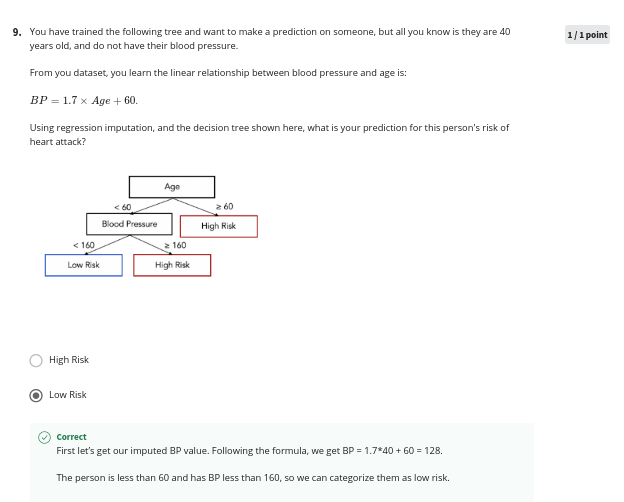 9. You have trained the following tree and want to make a prediction on someone, but all you know is they are 40
1 / 1 point
years old, and do not have their blood pressure.
From you dataset, you learn the linear relationship between blood pressure and age is:
BP = 1.7 × Age + 60.
Using regression imputation, and the decision tree shown here, what is your prediction for this person's risk of
heart attack?
Age
< 60
≥ 60
Blood Pressure
High Risk
< 160
≥ 160
Low Risk
High Risk
High Risk
Low Risk
Correct
First let's get our imputed BP value. Following the formula, we get BP = 1.7*40 + 60 = 128.
The person is less than 60 and has BP less than 160, so we can categorize them as low risk.